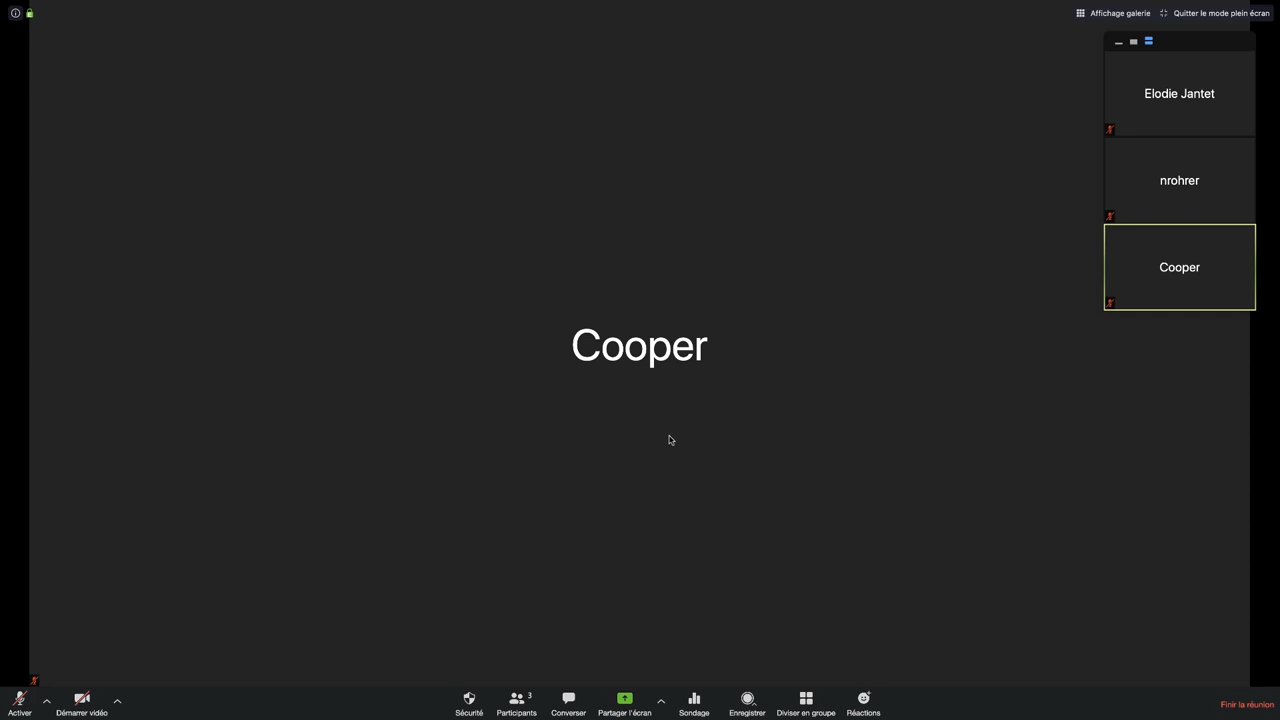 Affichage galerie
Quitter le mode plein écran
Elodie Jantet
nrohrer
Cooper
Cooper
Activer
Démarrer vidéo
Sécurité
Participants
3
Converser
Partager l'écran
Sondage
Enregistrer
Diviser en groupe
Réactions
Finir la réunion